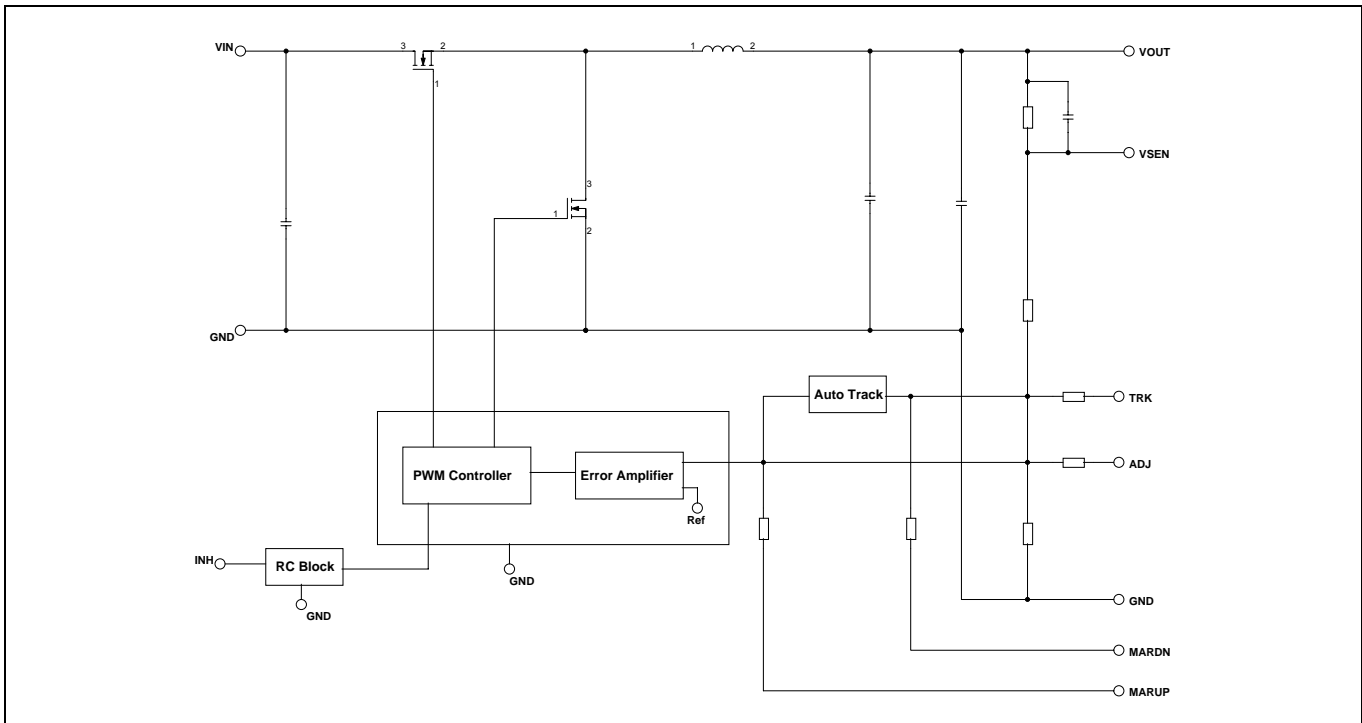 VIN
3
2
1
1
2
VOUT
VSEN
3
1
2
GND
Auto Track
TRK
PWM Controller
Error Amplifier
ADJ
Ref
INH
RC Block
GND
GND
GND
MARDN
MARUP